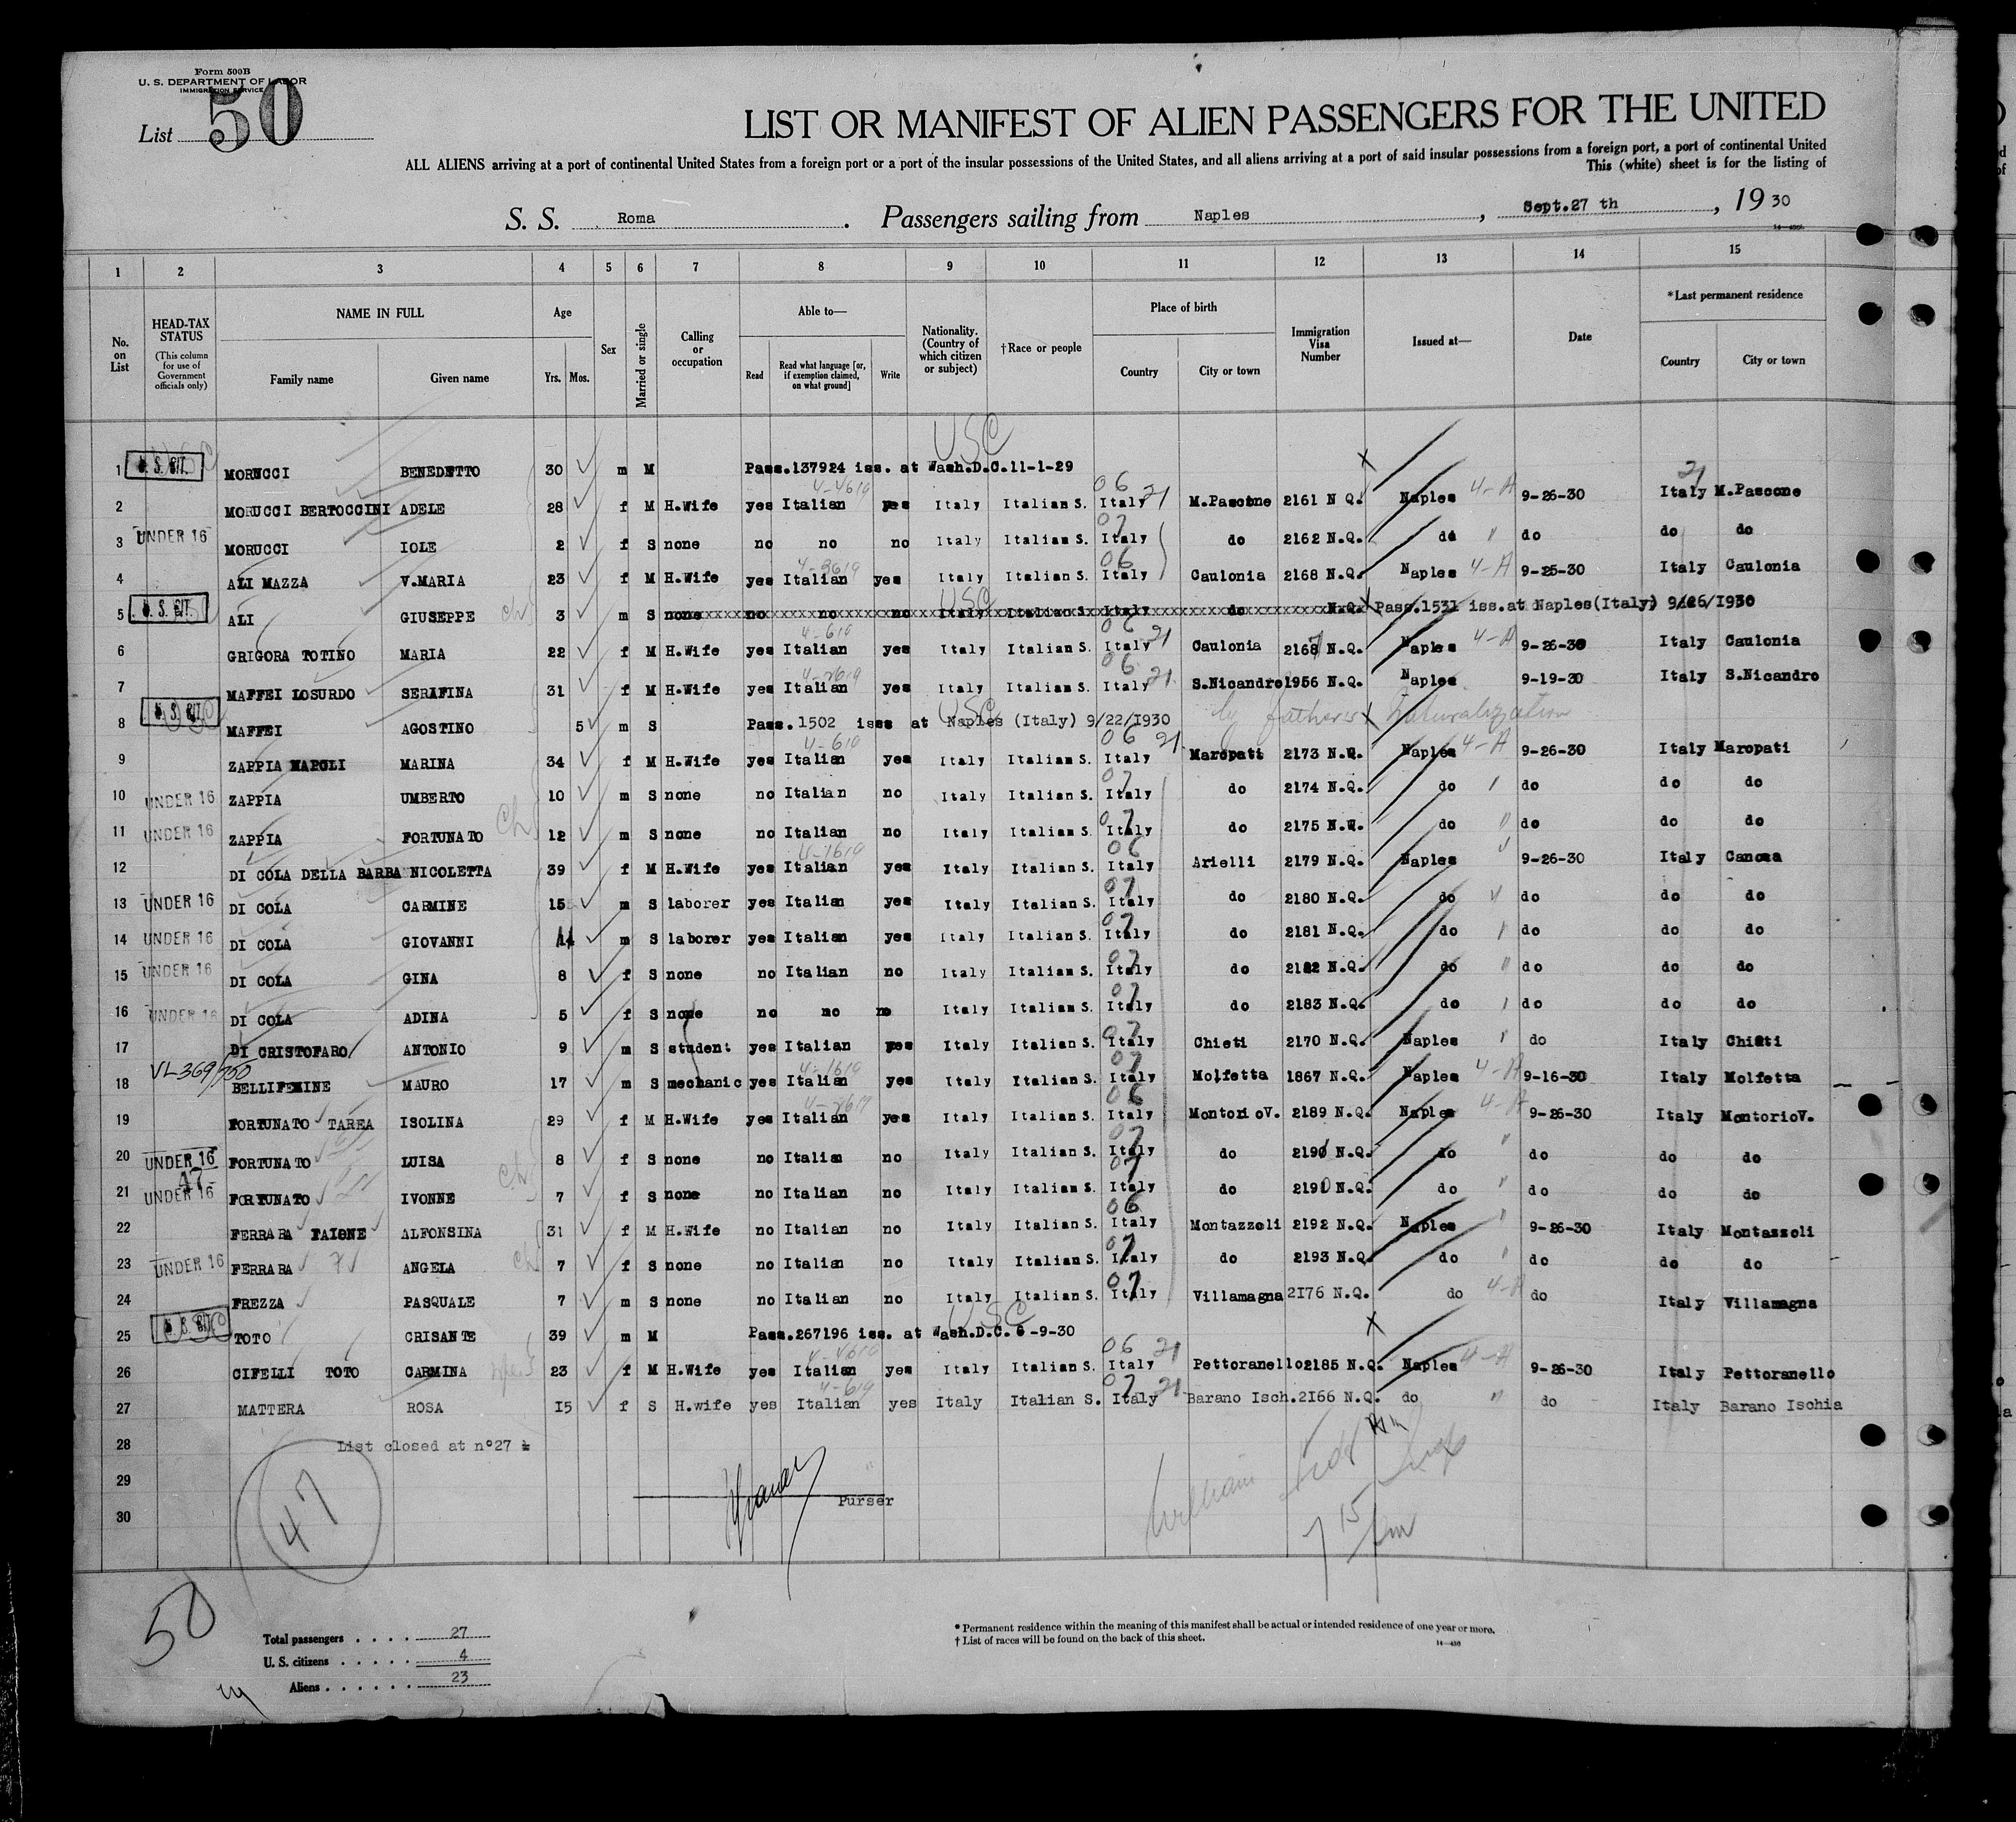 Form 500B
U. S. DEPARTMENT OF LABOR
IMMIGRATION SERVICE
List 50
LIST OR MANIFEST OF ALIEN PASSENGERS FOR THE UNITED
ALL ALIENS arriving at a port of continental United States from a foreign port or a port of the insular possessions of the United States, and all aliens arriving at a port of said insular possessions from a foreign port, a port of continental United
This (white) sheet is for the listing of
S. S. Roma. Passengers sailing from Naples, Sept.27 th, 1930
1 2 3 4 5 6 7 8 9 10 11 12 13 14 15
No. on List
HEAD-TAX STATUS (This column for use of Government officials only)
NAME IN FULL Family name Given name
Age Yrs. Mos.
Sex
Married or single
Calling or occupation
Able to— Read Read what language [or, if exemption claimed, on what ground] Write
Nationality. (Country of which citizen or subject)
†Race or people
Place of birth Country City or town
Immigration Visa Number
Issued at—
Date
*Last permanent residence Country City or town
1 U. S. CIT. MORUCCI BENEDETTO 30 m M Pass.137924 iss. at Wash.D.C.11-1-29 USC
2 MORUCCI BERTOCCINI ADELE 28 f M H.Wife yes Italian yes Italy Italian S. Italy M.Pascone 2161 N.Q. Naples 4-A 9-26-30 Italy M.Pascone
3 UNDER 16 MORUCCI IOLE 2 f S none no no no Italy Italian S. Italy do 2162 N.Q. do do do do
4 ALI MAZZA V.MARIA 23 f M H.Wife yes Italian yes Italy Italian S. Italy Caulonia 2168 N.Q. Naples 4-A 9-25-30 Italy Caulonia
5 U. S. CIT. ALI GIUSEPPE 3 m S none no no no Italy Italian S. Italy do N.Q. Pass.1531 iss.at Naples(Italy) 9/26/1930 USC
6 GRIGORA TOTINO MARIA 22 f M H.Wife yes Italian yes Italy Italian S. Italy Caulonia 2167 N.Q. Naples 4-A 9-26-30 Italy Caulonia
7 MAFFEI LOSURDO SERAFINA 31 f M H.Wife yes Italian yes Italy Italian S. Italy S.Nicandro 1956 N.Q. Naples 9-19-30 Italy S.Nicandro
8 U. S. CIT. MAFFEI AGOSTINO 5 m S Pass.1502 iss at Naples (Italy) 9/22/1930 USC by father's naturalization
9 ZAPPIA NAPOLI MARINA 34 f M H.Wife yes Italian yes Italy Italian S. Italy Maropati 2173 N.Q. Naples 4-A 9-26-30 Italy Maropati
10 UNDER 16 ZAPPIA UMBERTO 10 m S none no Italian no Italy Italian S. Italy do 2174 N.Q. do do do do
11 UNDER 16 ZAPPIA FORTUNATO 12 m S none no Italian no Italy Italian S. Italy do 2175 N.Q. do do do do
12 DI COLA DELLA BARBA NICOLETTA 39 f M H.Wife yes Italian yes Italy Italian S. Italy Arielli 2179 N.Q. Naples 9-26-30 Italy Canosa
13 UNDER 16 DI COLA CARMINE 15 m S laborer yes Italian yes Italy Italian S. Italy do 2180 N.Q. do do do do
14 UNDER 16 DI COLA GIOVANNI 14 m S laborer yes Italian yes Italy Italian S. Italy do 2181 N.Q. do do do do
15 UNDER 16 DI COLA GINA 8 f S none no Italian no Italy Italian S. Italy do 2182 N.Q. do do do do
16 UNDER 16 DI COLA ADINA 5 f S none no no no Italy Italian S. Italy do 2183 N.Q. do do do do
17 DI CRISTOFARO ANTONIO 9 m S student yes Italian yes Italy Italian S. Italy Chieti 2170 N.Q. Naples do Italy Chieti
18 VL369/550 BELLIFEMINE MAURO 17 m S mechanic yes Italian yes Italy Italian S. Italy Molfetta 1867 N.Q. Naples 4-A 9-16-30 Italy Molfetta
19 FORTUNATO TAREA ISOLINA 29 f M H.Wife yes Italian yes Italy Italian S. Italy Montorio V. 2189 N.Q. Naples 4-A 9-26-30 Italy MontorioV.
20 UNDER 16 FORTUNATO LUISA 8 f S none no Italian no Italy Italian S. Italy do 2190 N.Q. do do do do
21 UNDER 16 FORTUNATO IVONNE 7 f S none no Italian no Italy Italian S. Italy do 2191 N.Q. do do do do
22 FERRARA FAIONE ALFONSINA 31 f M H.Wife no Italian no Italy Italian S. Italy Montazzoli 2192 N.Q. Naples 9-26-30 Italy Montazzoli
23 UNDER 16 FERRARA ANGELA 7 f S none no Italian no Italy Italian S. Italy do 2193 N.Q. do do do do
24 FREZZA PASQUALE 7 m S none no Italian no Italy Italian S. Italy Villamagna 2176 N.Q. do 4-A do Italy Villamagna
25 U. S. CIT. TOTO CRISANTE 39 m M Pass.267196 iss. at Wash.D.C. 6-9-30 USC
26 CIFELLI TOTO CARMINA 23 f M H.Wife yes Italian yes Italy Italian S. Italy Pettoranello 2185 N.Q. Naples 4-A 9-26-30 Italy Pettoranello
27 MATTERA ROSA 15 f S H.wife yes Italian yes Italy Italian S. Italy Barano Isch. 2166 N.Q. do do Italy Barano Ischia
28 List closed at n°27
29
30
47
Purser
7 15 pm
50
Total passengers . . . . 27
U. S. citizens . . . . . 4
Aliens . . . . . . 23
* Permanent residence within the meaning of this manifest shall be actual or intended residence of one year or more.
† List of races will be found on the back of this sheet.